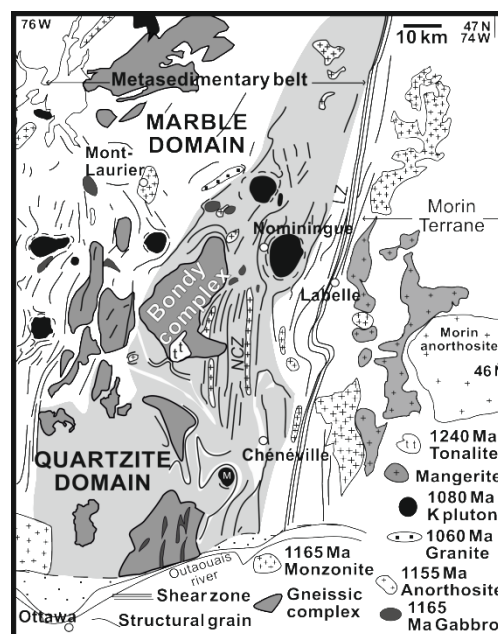 76 W
10 km
47 N
74 W
Metasedimentary belt
MARBLE
DOMAIN
Mont-
Laurier
LZ
Morin
Terrane
Nominingue
Labelle
Bondy
complex
Morin
anorthosite
46 N
t
NCZ
1240 Ma
Tonalite
Chénéville
QUARTZITE
DOMAIN
M
Mangerite
1080 Ma
K pluton
1060 Ma
Granite
1165 Ma
Monzonite
1155 Ma
Anorthosite
Outaouais
river
Shear zone
Gneissic
complex
1165
Ma Gabbro
Ottawa
Structural grain